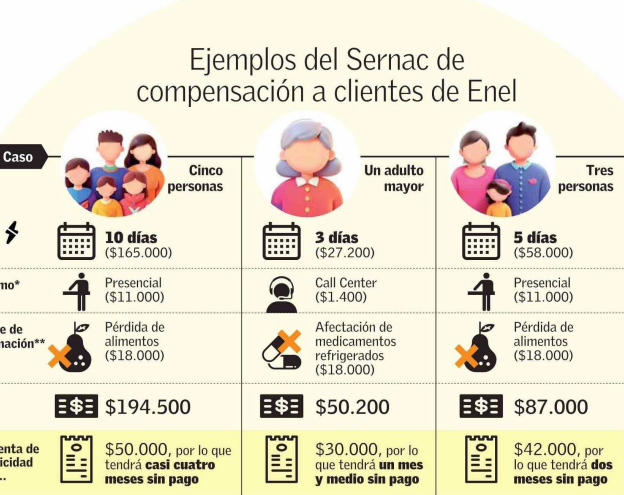 Ejemplos del Sernac de
compensación a clientes de Enel
Caso
Cinco
personas
Un adulto
mayor
Tres
personas
10 días
($165.000)
3 días
($27.200)
5 días
($58.000)
mo*
Presencial
($11.000)
Call Center
($1.400)
Presencial
($11.000)
e de
mación**
Pérdida de
alimentos
($18.000)
Afectación de
medicamentos
refrigerados
($18.000)
Pérdida de
alimentos
($18.000)
$194.500
$50.200
$87.000
enta de
icidad
..
$50.000, por lo que
tendrá casi cuatro
meses sin pago
$30.000, por lo
que tendrá un mes
y medio sin pago
$42.000, por
lo que tendrá dos
meses sin pago